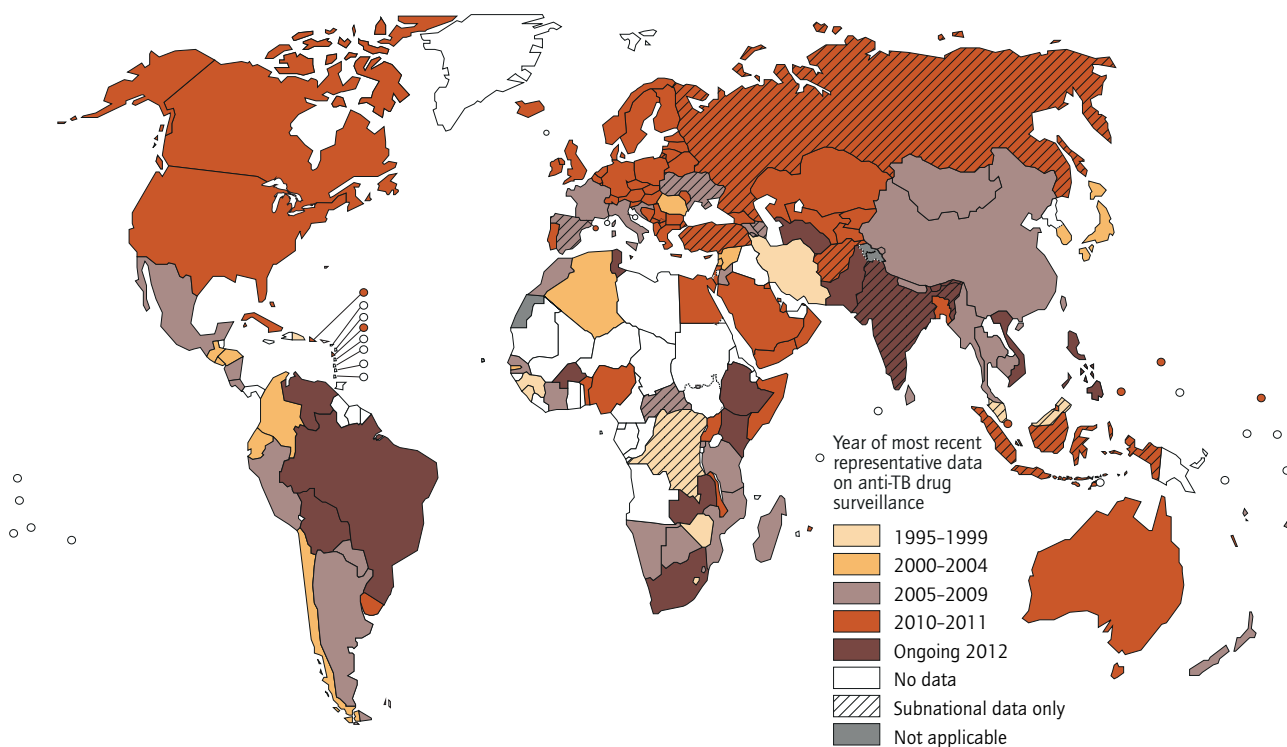 Year of most recent
representative data
on anti-TB drug
surveillance
1995–1999
2000–2004
2005–2009
2010–2011
Ongoing 2012
No data
Subnational data only
Not applicable